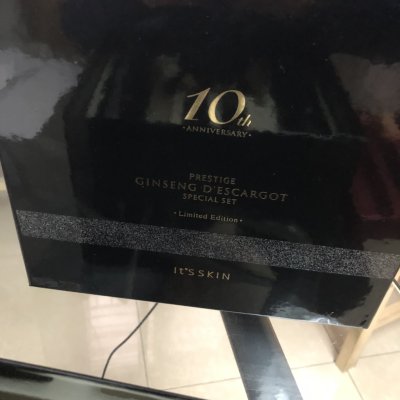 10th
• ANNIVERSARY •
PRESTIGE
GINSENG D'ESCARGOT
SPECIAL SET
• Limited Edition •
It'S SKIN